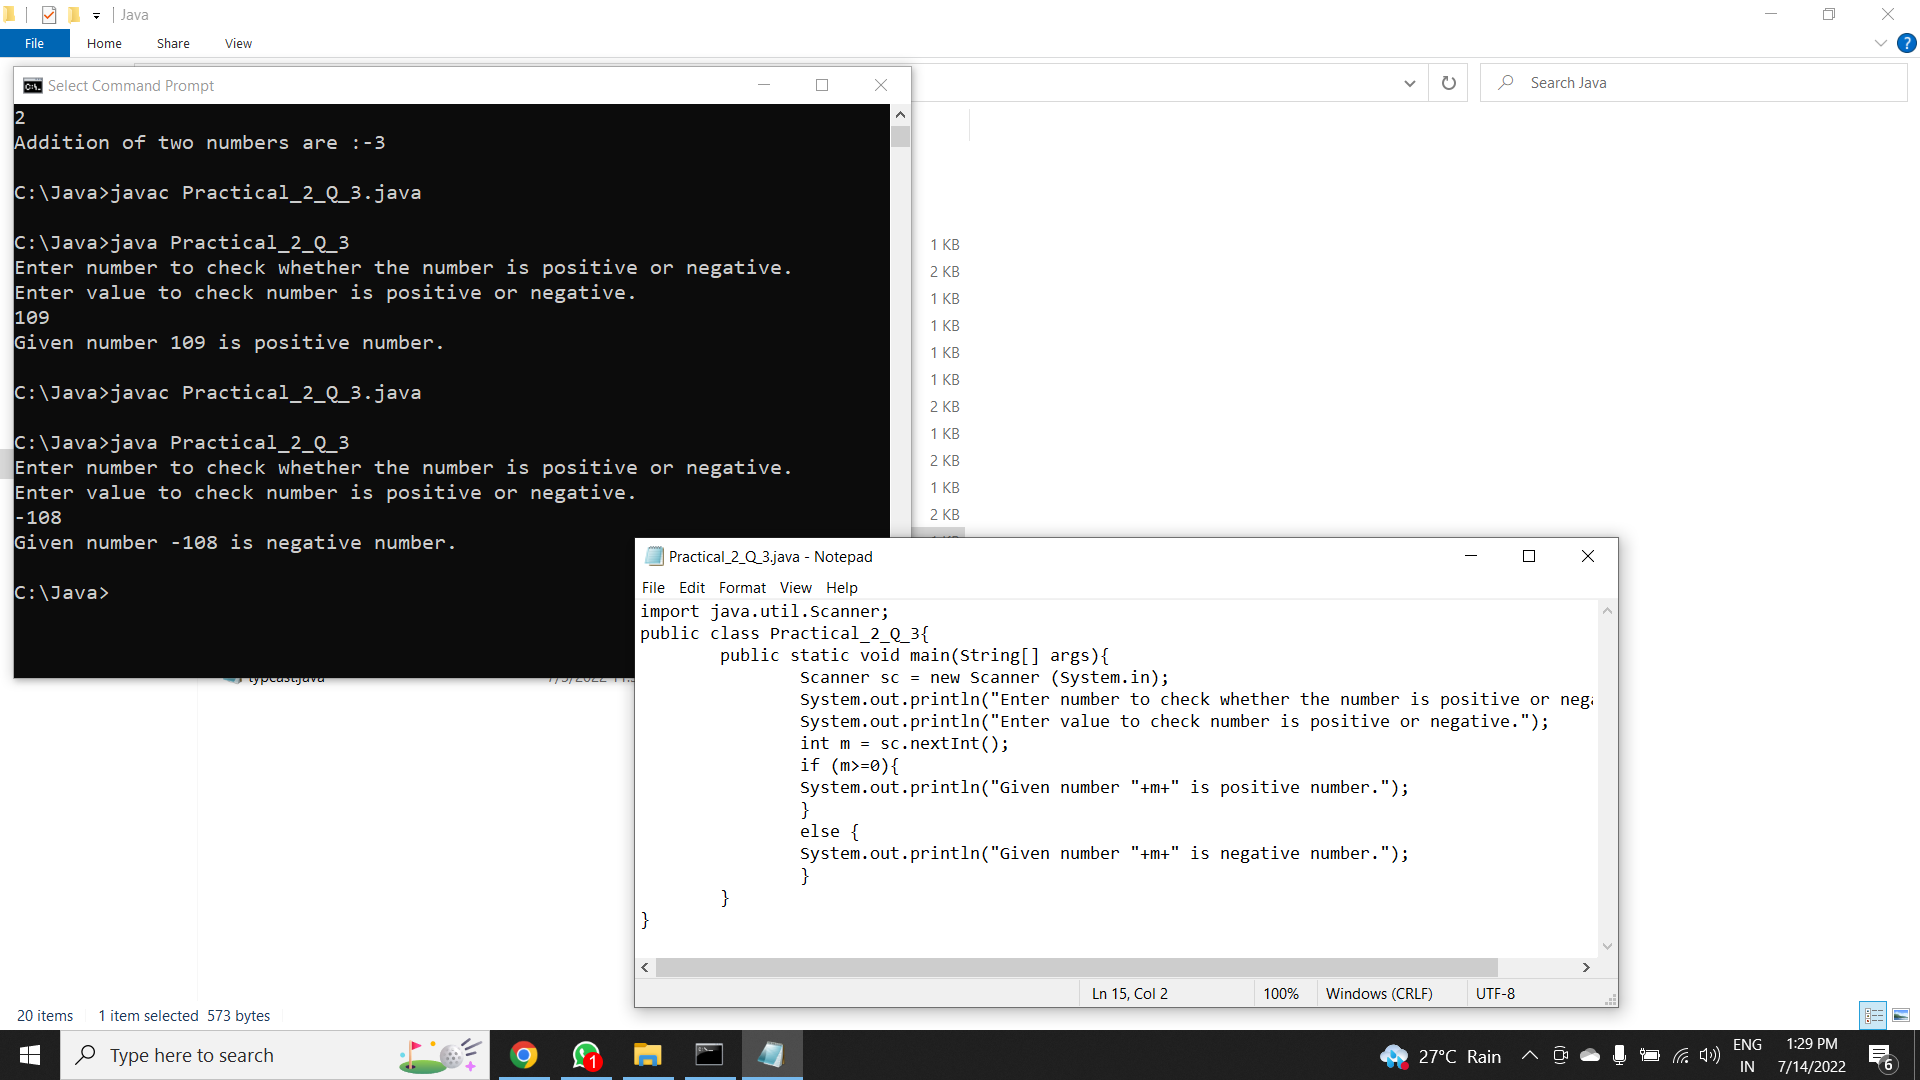 Java
File
Home
Share
View
?
Search Java
Select Command Prompt
2
Addition of two numbers are :-3
C:\Java>javac Practical_2_Q_3.java
C:\Java>java Practical_2_Q_3
Enter number to check whether the number is positive or negative.
Enter value to check number is positive or negative.
109
Given number 109 is positive number.
C:\Java>javac Practical_2_Q_3.java
C:\Java>java Practical_2_Q_3
Enter number to check whether the number is positive or negative.
Enter value to check number is positive or negative.
-108
Given number -108 is negative number.
C:\Java>
1 KB
2 KB
1 KB
1 KB
1 KB
1 KB
2 KB
1 KB
2 KB
1 KB
2 KB
typcast.java
Practical_2_Q_3.java - Notepad
File Edit Format View Help
import java.util.Scanner;
public class Practical_2_Q_3{
public static void main(String[] args){
Scanner sc = new Scanner (System.in);
System.out.println("Enter number to check whether the number is positive or nega
System.out.println("Enter value to check number is positive or negative.");
int m = sc.nextInt();
if (m>=0){
System.out.println("Given number "+m+" is positive number.");
}
else {
System.out.println("Given number "+m+" is negative number.");
}
}
}
Ln 15, Col 2
100%
Windows (CRLF)
UTF-8
20 items
1 item selected 573 bytes
Type here to search
1
27°C Rain
ENG
IN
1:29 PM
7/14/2022
6